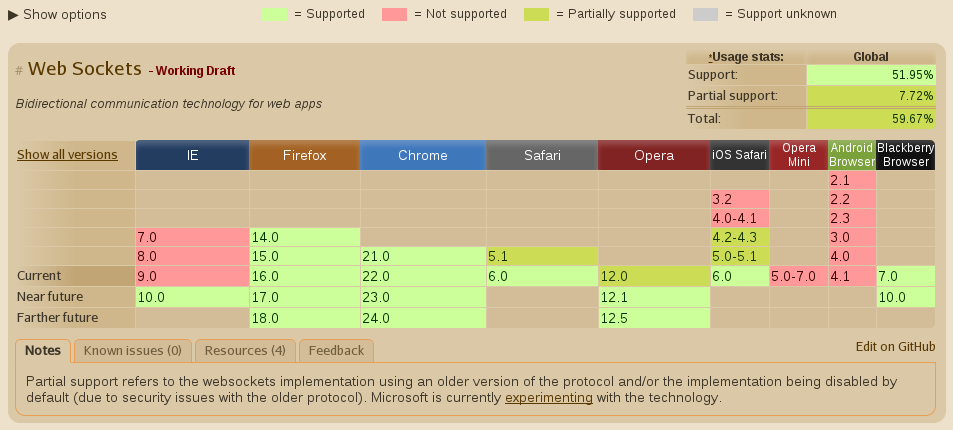 ▶ Show options = Supported = Not supported = Partially supported = Support unknown
# Web Sockets - Working Draft
*Usage stats: Global
Support: 51.95%
Bidirectional communication technology for web apps
Partial support: 7.72%
Total: 59.67%
Show all versions IE Firefox Chrome Safari Opera iOS Safari Opera Mini Android Browser Blackberry Browser
2.1
3.2 2.2
4.0-4.1 2.3
7.0 14.0 4.2-4.3 3.0
8.0 15.0 21.0 5.1 5.0-5.1 4.0
Current 9.0 16.0 22.0 6.0 12.0 6.0 5.0-7.0 4.1 7.0
Near future 10.0 17.0 23.0 12.1 10.0
Farther future 18.0 24.0 12.5
Notes Known issues (0) Resources (4) Feedback Edit on GitHub
Partial support refers to the websockets implementation using an older version of the protocol and/or the implementation being disabled by
default (due to security issues with the older protocol). Microsoft is currently experimenting with the technology.